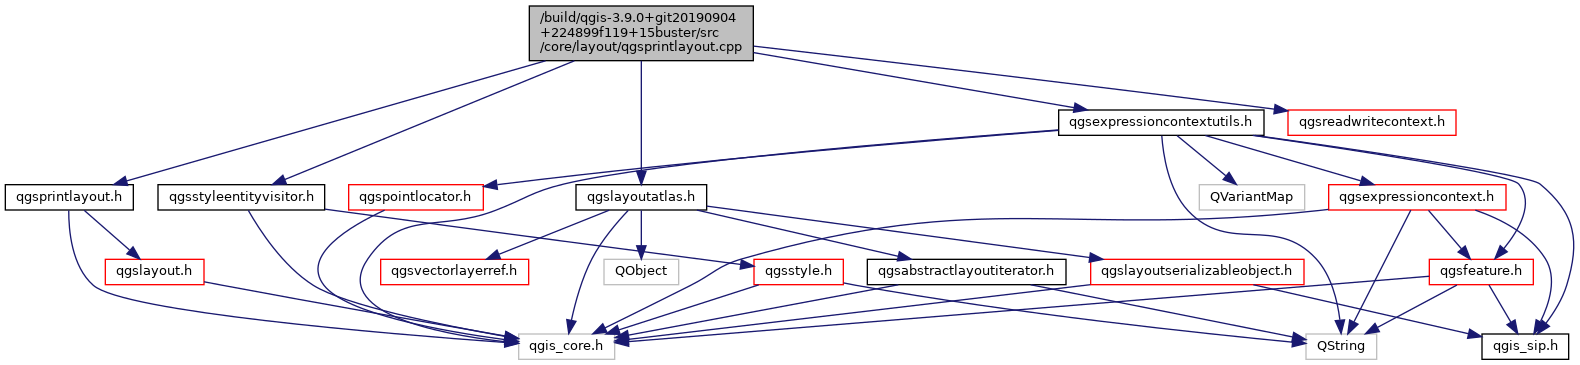 /build/qgis-3.9.0+git20190904
+224899f119+15buster/src
/core/layout/qgsprintlayout.cpp
qgsexpressioncontextutils.h
qgsreadwritecontext.h
qgsprintlayout.h
qgsstyleentityvisitor.h
qgspointlocator.h
qgslayoutatlas.h
QVariantMap
qgsexpressioncontext.h
qgslayout.h
qgsvectorlayerref.h
QObject
qgsstyle.h
qgsabstractlayoutiterator.h
qgslayoutserializableobject.h
qgsfeature.h
qgis_core.h
QString
qgis_sip.h